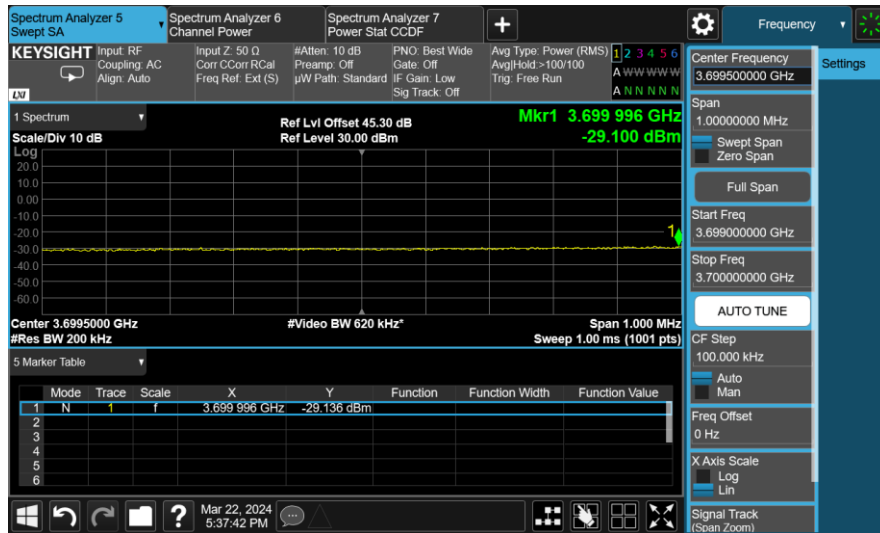 Spectrum Analyzer 5
Swept SA
Spectrum Analyzer 6
Channel Power
Spectrum Analyzer 7
Power Stat CCDF
Frequency
KEYSIGHT
LXI
Input: RF
Coupling: AC
Align: Auto
Input Z: 50 Ω
Corr CCorr RCal
Freq Ref: Ext (S)
#Atten: 10 dB
Preamp: Off
µW Path: Standard
PNO: Best Wide
Gate: Off
IF Gain: Low
Sig Track: Off
Avg Type: Power (RMS)
Avg|Hold:>100/100
Trig: Free Run
1 2 3 4 5 6
A W W W W W
A N N N N N
1 Spectrum
Scale/Div 10 dB
Log
Ref Lvl Offset 45.30 dB
Ref Level 30.00 dBm
Mkr1 3.699 996 GHz
-29.100 dBm
20.0
10.0
0.00
-10.0
-20.0
-30.0
-40.0
-50.0
-60.0
1
Center 3.6995000 GHz
#Res BW 200 kHz
#Video BW 620 kHz*
Span 1.000 MHz
Sweep 1.00 ms (1001 pts)
5 Marker Table
Mode Trace Scale X Y Function Function Width Function Value
1 N 1 f 3.699 996 GHz -29.136 dBm
2
3
4
5
6
Mar 22, 2024
5:37:42 PM
Center Frequency
3.699500000 GHz
Span
1.00000000 MHz
Swept Span
Zero Span
Full Span
Start Freq
3.699000000 GHz
Stop Freq
3.700000000 GHz
AUTO TUNE
CF Step
100.000 kHz
Auto
Man
Freq Offset
0 Hz
X Axis Scale
Log
Lin
Signal Track
(Span Zoom)
Settings